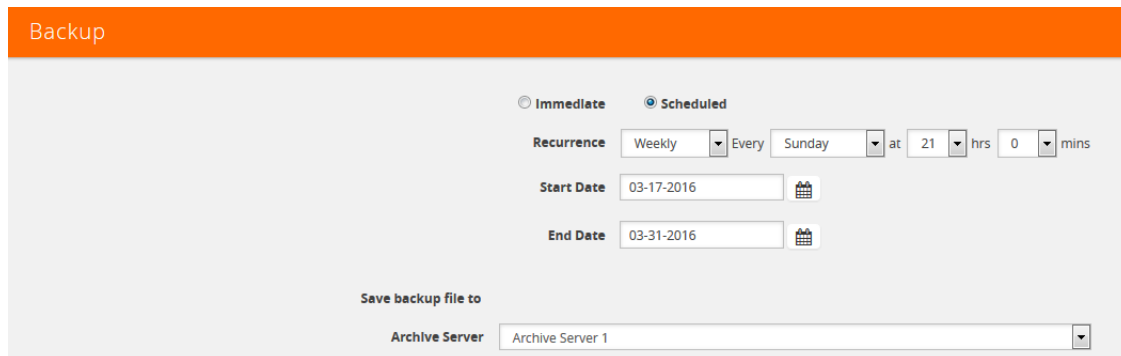 Backup
Immediate Scheduled
Recurrence Weekly Every Sunday at 21 hrs 0 mins
Start Date 03-17-2016
End Date 03-31-2016
Save backup file to
Archive Server Archive Server 1